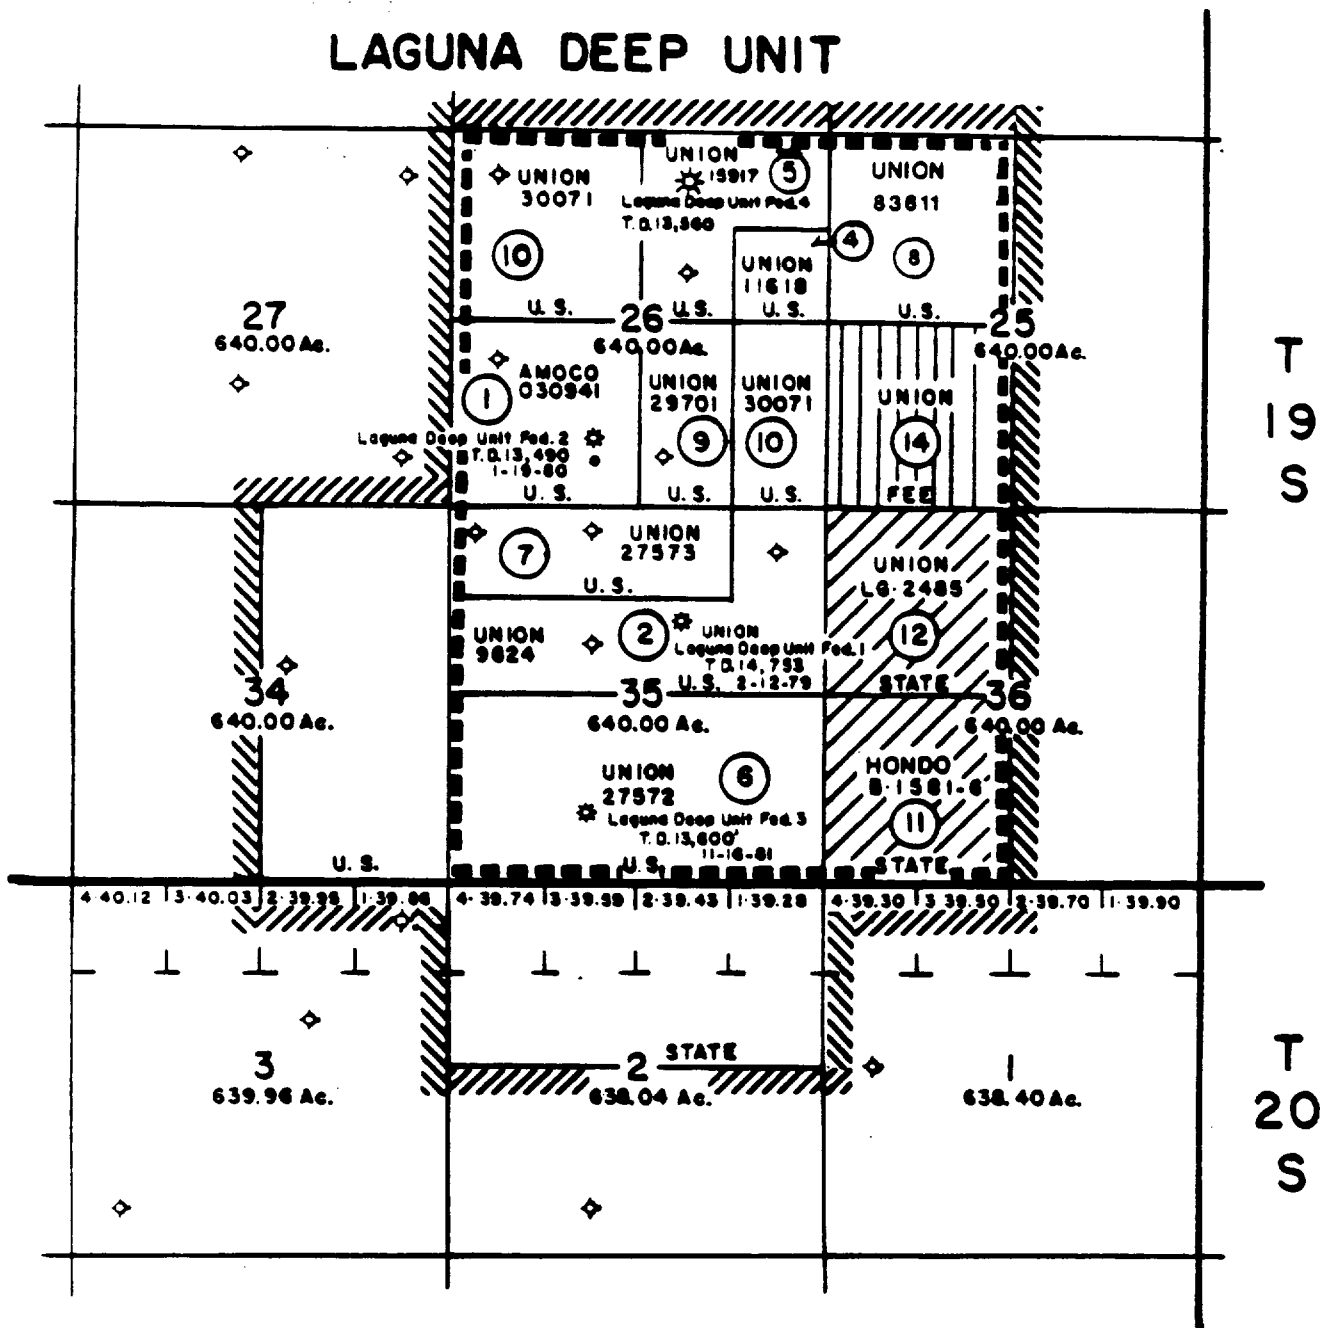 LAGUNA DEEP UNIT
UNION
15917
5
Laguna Deep Unit Fed. 4
T.D. 13,560
UNION
30071
10
U. S.
U. S.
UNION
83611
4
8
U. S.
UNION
11618
U. S.
27
640.00 Ac.
26
640.00 Ac.
25
640.00 Ac.
T
19
S
AMOCO
030941
1
Laguna Deep Unit Fed. 2
T.D. 13,490
1-19-80
U. S.
UNION
29701
9
U. S.
UNION
30071
10
U. S.
UNION
14
FEE
7
UNION
27573
U. S.
UNION
9624
2
UNION
Laguna Deep Unit Fed. 1
T.D. 14,753
U. S. 2-12-79
UNION
LG-2485
12
STATE
34
640.00 Ac.
35
640.00 Ac.
36
640.00 Ac.
UNION
27572
6
Laguna Deep Unit Fed. 3
T.D. 13,600'
11-16-81
U. S.
HONDO
B-1581-6
11
STATE
U. S.
4-40.12 3-40.03 2-39.95 1-39.86 4-39.74 3-39.59 2-39.43 1-39.28 4-39.30 3-39.50 2-39.70 1-39.90
STATE
3
639.96 Ac.
2
638.04 Ac.
1
638.40 Ac.
T
20
S